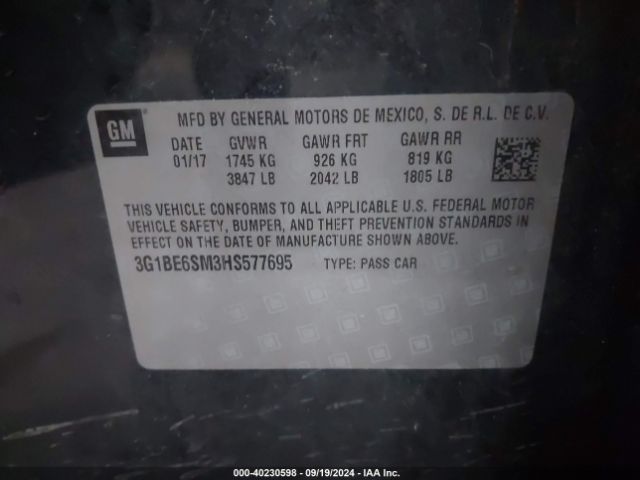 GM
MFD BY GENERAL MOTORS DE MEXICO, S. DE R.L. DE C.V.
DATE GVWR GAWR FRT GAWR RR
01/17 1745 KG 926 KG 819 KG
3847 LB 2042 LB 1805 LB
THIS VEHICLE CONFORMS TO ALL APPLICABLE U.S. FEDERAL MOTOR
VEHICLE SAFETY, BUMPER, AND THEFT PREVENTION STANDARDS IN
EFFECT ON THE DATE OF MANUFACTURE SHOWN ABOVE.
3G1BE6SM3HS577695 TYPE: PASS CAR
000-40230598 - 09/19/2024 - IAA Inc.